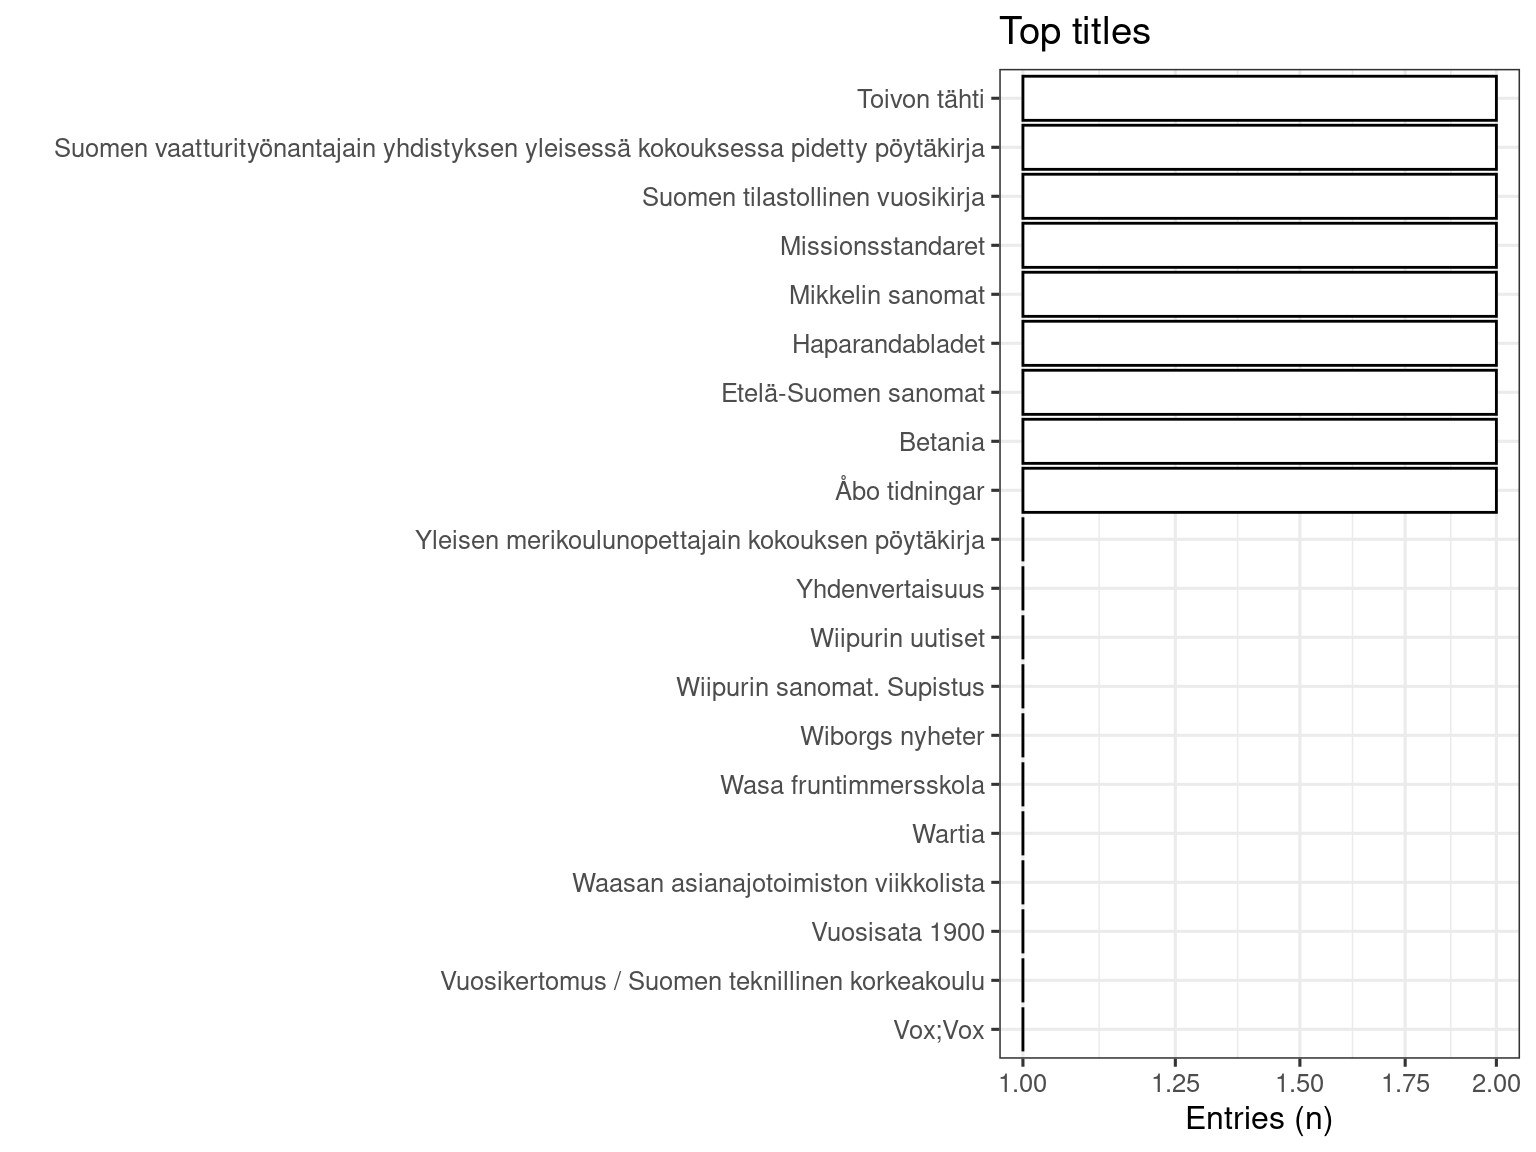 Top titles
Toivon tähti
Suomen vaatturityönantajain yhdistyksen yleisessä kokouksessa pidetty pöytäkirja
Suomen tilastollinen vuosikirja
Missionsstandaret
Mikkelin sanomat
Haparandabladet
Etelä-Suomen sanomat
Betania
Åbo tidningar
Yleisen merikoulunopettajain kokouksen pöytäkirja
Yhdenvertaisuus
Wiipurin uutiset
Wiipurin sanomat. Supistus
Wiborgs nyheter
Wasa fruntimmersskola
Wartia
Waasan asianajotoimiston viikkolista
Vuosisata 1900
Vuosikertomus / Suomen teknillinen korkeakoulu
Vox;Vox
1.00 1.25 1.50 1.75 2.00
Entries (n)